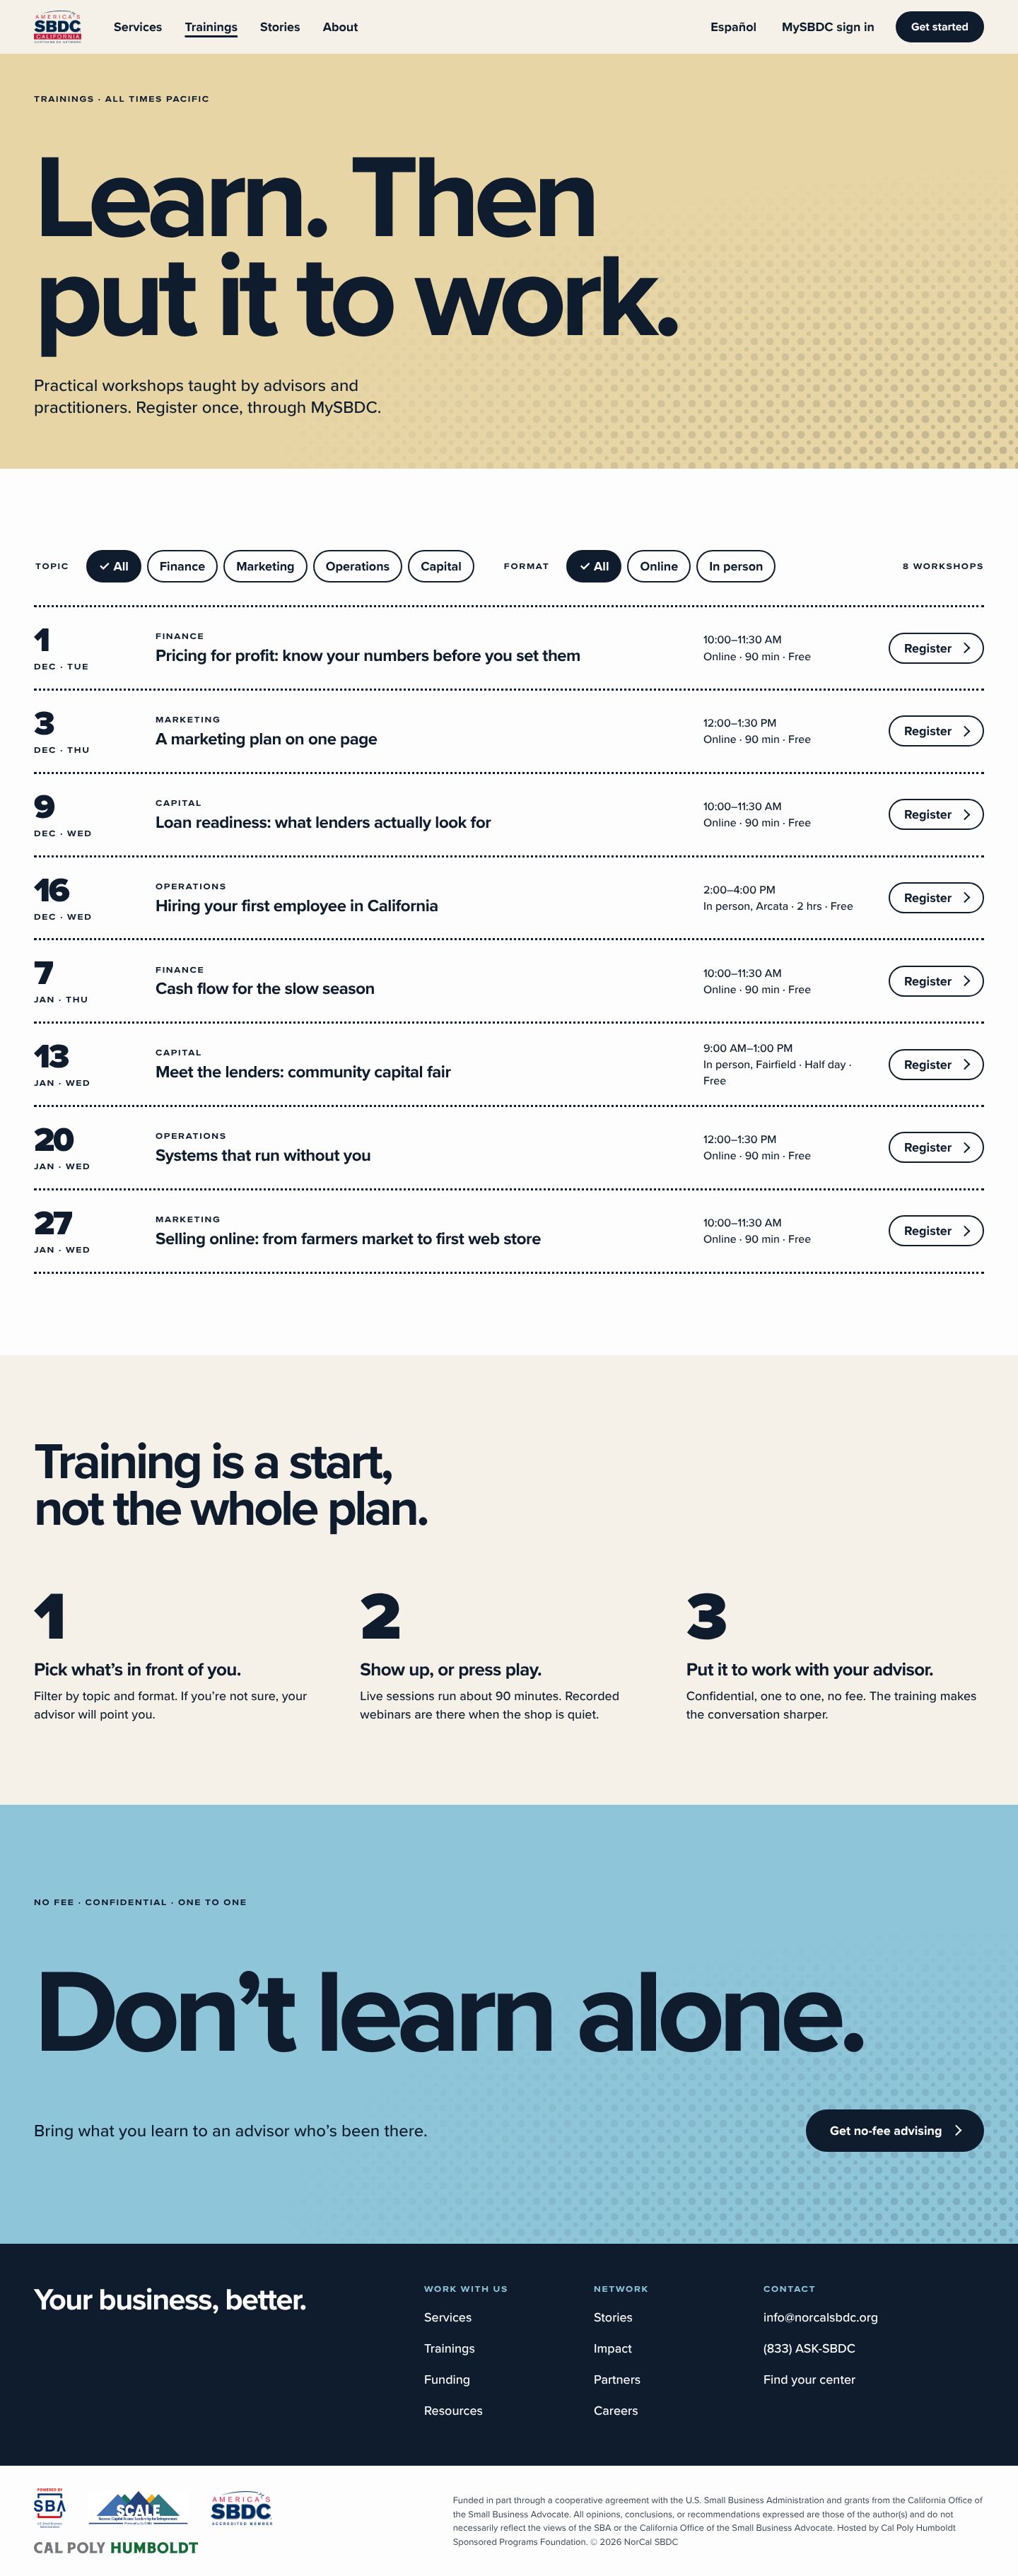 AMERICA'S
SBDC
CALIFORNIA
Services Trainings Stories About Español MySBDC sign in Get started
TRAININGS · ALL TIMES PACIFIC
Learn. Then
put it to work.
Practical workshops taught by advisors and
practitioners. Register once, through MySBDC.
TOPIC All Finance Marketing Operations Capital FORMAT All Online In person 8 WORKSHOPS
1
DEC · TUE
FINANCE
Pricing for profit: know your numbers before you set them
10:00–11:30 AM
Online · 90 min · Free
Register
3
DEC · THU
MARKETING
A marketing plan on one page
12:00–1:30 PM
Online · 90 min · Free
Register
9
DEC · WED
CAPITAL
Loan readiness: what lenders actually look for
10:00–11:30 AM
Online · 90 min · Free
Register
16
DEC · WED
OPERATIONS
Hiring your first employee in California
2:00–4:00 PM
In person, Arcata · 2 hrs · Free
Register
7
JAN · THU
FINANCE
Cash flow for the slow season
10:00–11:30 AM
Online · 90 min · Free
Register
13
JAN · WED
CAPITAL
Meet the lenders: community capital fair
9:00 AM–1:00 PM
In person, Fairfield · Half day ·
Free
Register
20
JAN · WED
OPERATIONS
Systems that run without you
12:00–1:30 PM
Online · 90 min · Free
Register
27
JAN · WED
MARKETING
Selling online: from farmers market to first web store
10:00–11:30 AM
Online · 90 min · Free
Register
Training is a start,
not the whole plan.
1
Pick what's in front of you.
Filter by topic and format. If you're not sure, your
advisor will point you.
2
Show up, or press play.
Live sessions run about 90 minutes. Recorded
webinars are there when the shop is quiet.
3
Put it to work with your advisor.
Confidential, one to one, no fee. The training makes
the conversation sharper.
NO FEE · CONFIDENTIAL · ONE TO ONE
Don't learn alone.
Bring what you learn to an advisor who's been there.
Get no-fee advising
Your business, better.
WORK WITH US
Services
Trainings
Funding
Resources
NETWORK
Stories
Impact
Partners
Careers
CONTACT
info@norcalsbdc.org
(833) ASK-SBDC
Find your center
POWERED BY
SBA
SCALE
AMERICA'S
SBDC
ACCREDITED MEMBER
CAL POLY HUMBOLDT
Funded in part through a cooperative agreement with the U.S. Small Business Administration and grants from the California Office of
the Small Business Advocate. All opinions, conclusions, or recommendations expressed are those of the author(s) and do not
necessarily reflect the views of the SBA or the California Office of the Small Business Advocate. Hosted by Cal Poly Humboldt
Sponsored Programs Foundation. © 2026 NorCal SBDC